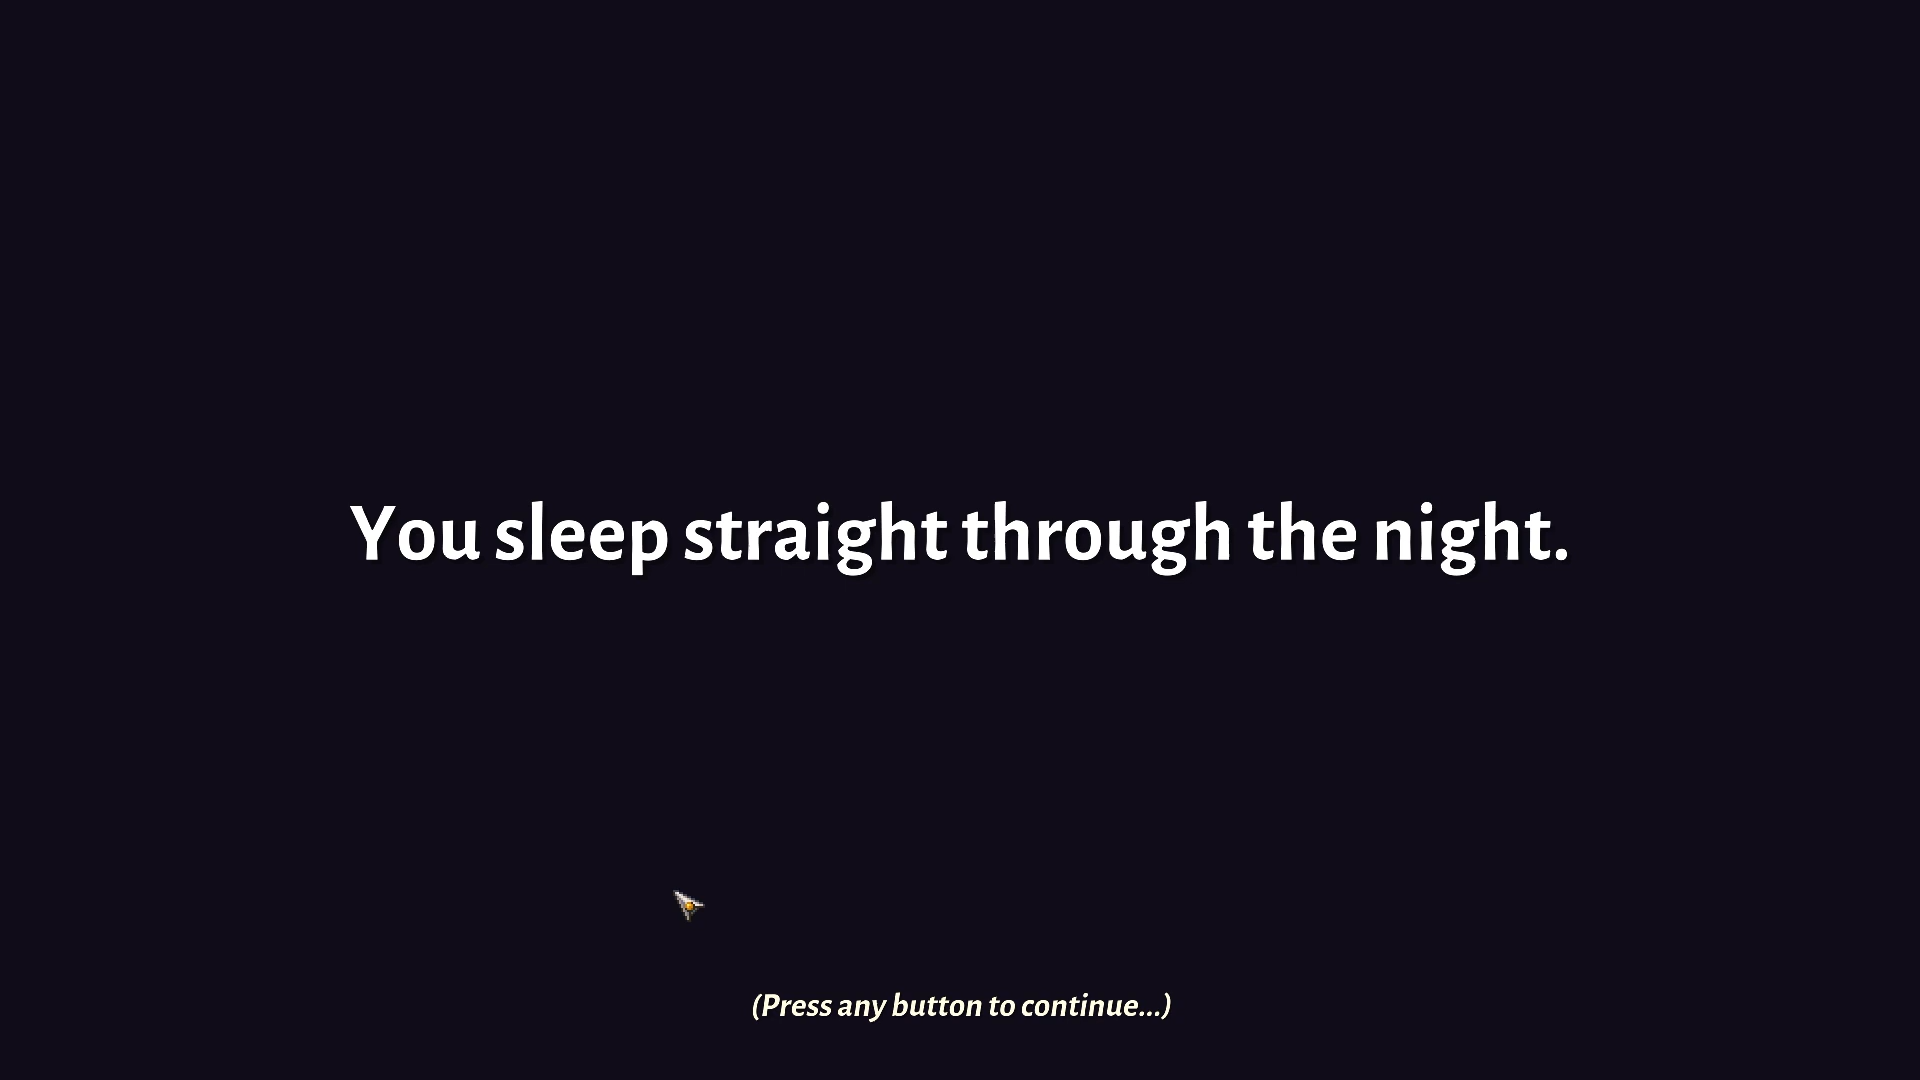 You sleep straight through the night.
(Press any button to continue...)